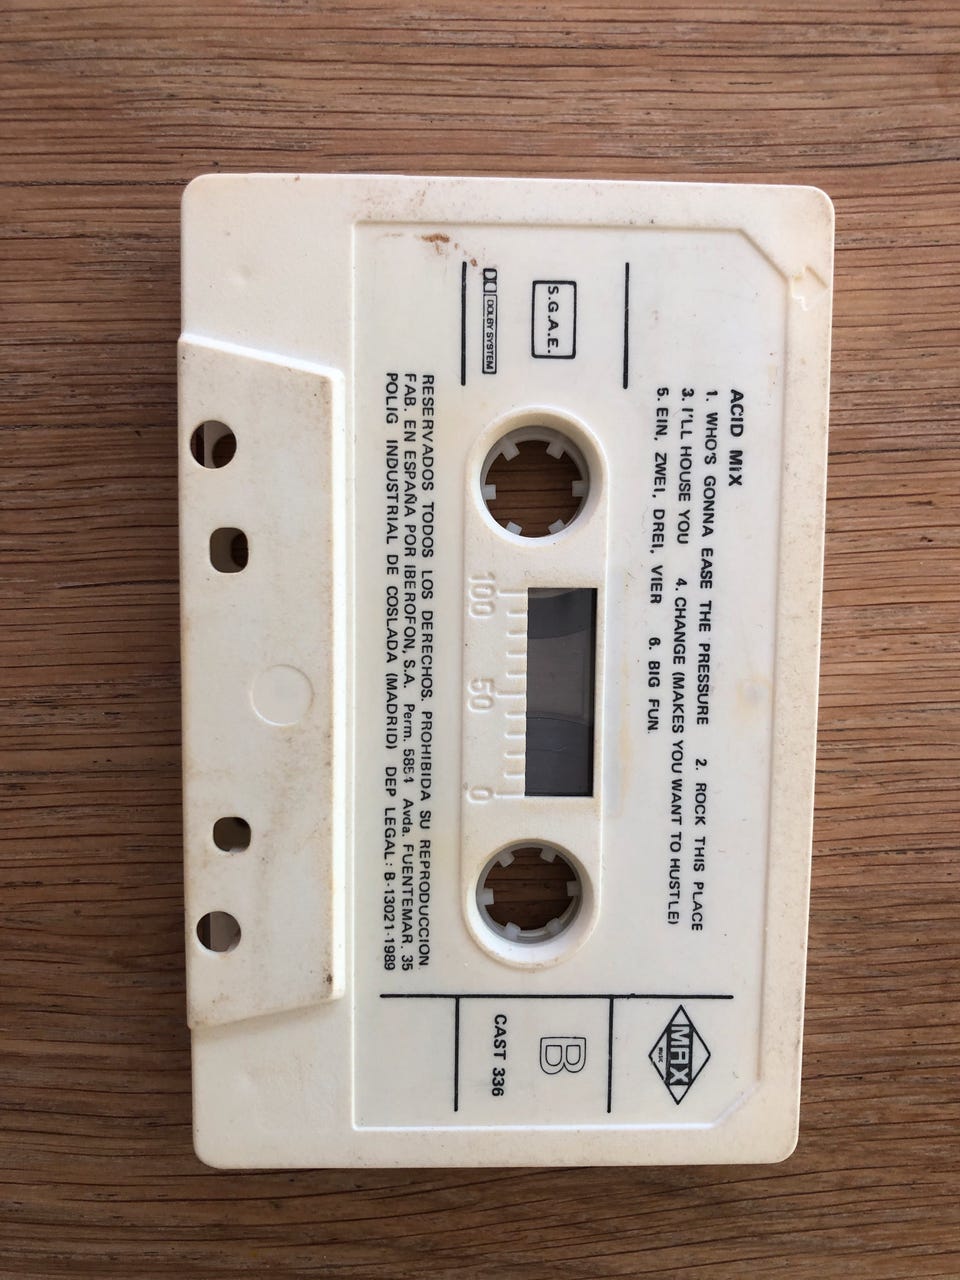 ACID MiX
1. WHO'S GONNA EASE THE PRESSURE 2. ROCK THIS PLACE
3. I'LL HOUSE YOU 4. CHANGE (MAKES YOU WANT TO HUSTLE)
5. EIN, ZWEI, DREI, VIER 6. BIG FUN.
S.G.A.E.
DOLBY SYSTEM
MAX
MUSIC
B
CAST 336
100 50 0
RESERVADOS TODOS LOS DERECHOS. PROHIBIDA SU REPRODUCCION
FAB. EN ESPAÑA POR IBEROFON, S.A. Perm. 5851 Avda. FUENTEMAR. 35
POLIG INDUSTRIAL DE COSLADA (MADRID) DEP LEGAL: B-13021-1989